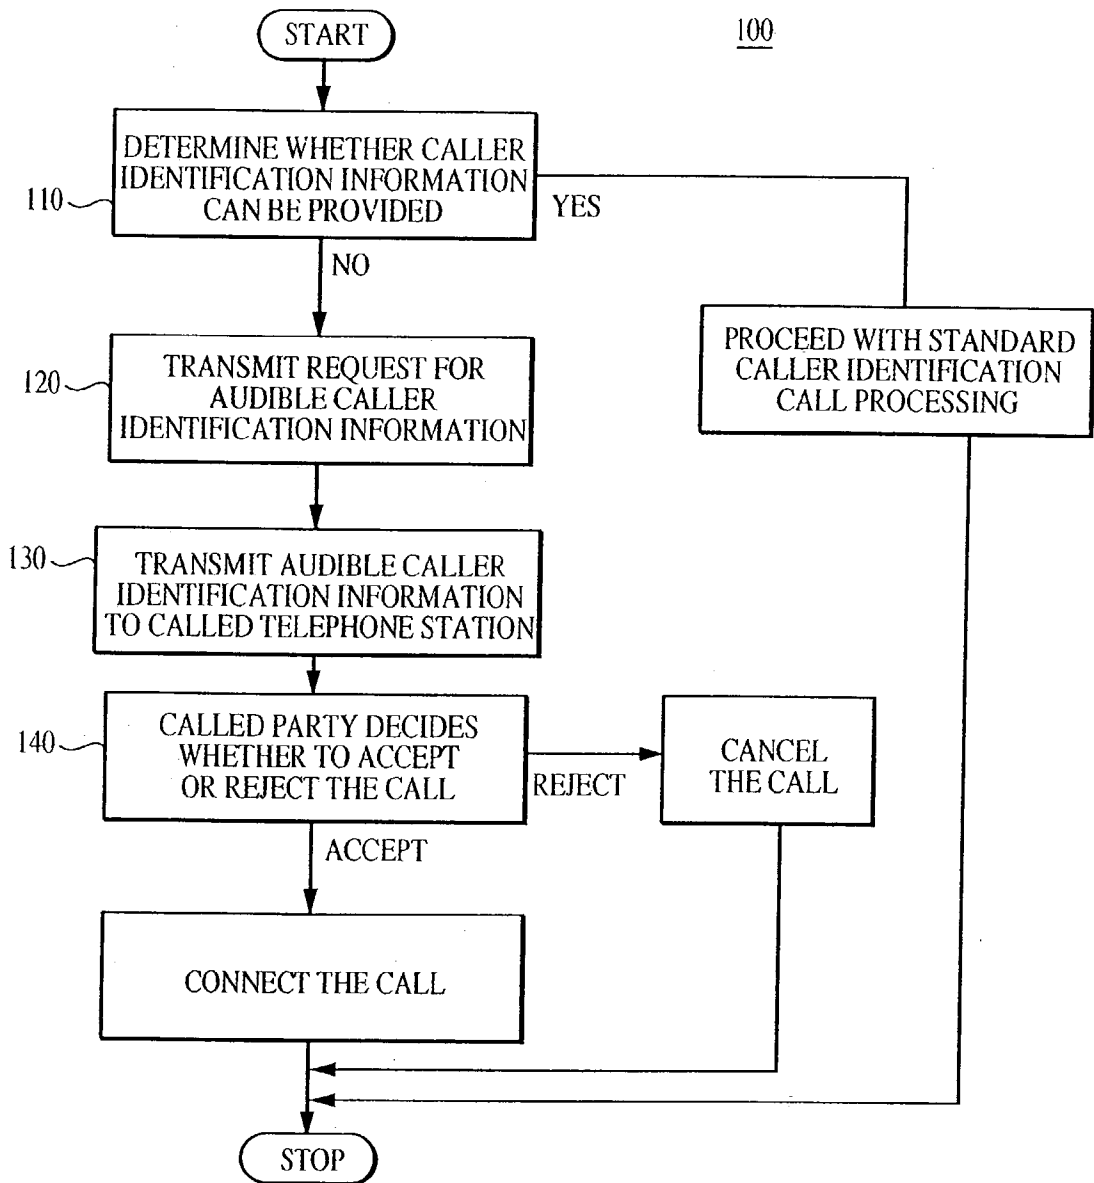 START
100
DETERMINE WHETHER CALLER
IDENTIFICATION INFORMATION
CAN BE PROVIDED
110
YES
NO
PROCEED WITH STANDARD
CALLER IDENTIFICATION
CALL PROCESSING
120
TRANSMIT REQUEST FOR
AUDIBLE CALLER
IDENTIFICATION INFORMATION
130
TRANSMIT AUDIBLE CALLER
IDENTIFICATION INFORMATION
TO CALLED TELEPHONE STATION
140
CALLED PARTY DECIDES
WHETHER TO ACCEPT
OR REJECT THE CALL
REJECT
CANCEL
THE CALL
ACCEPT
CONNECT THE CALL
STOP